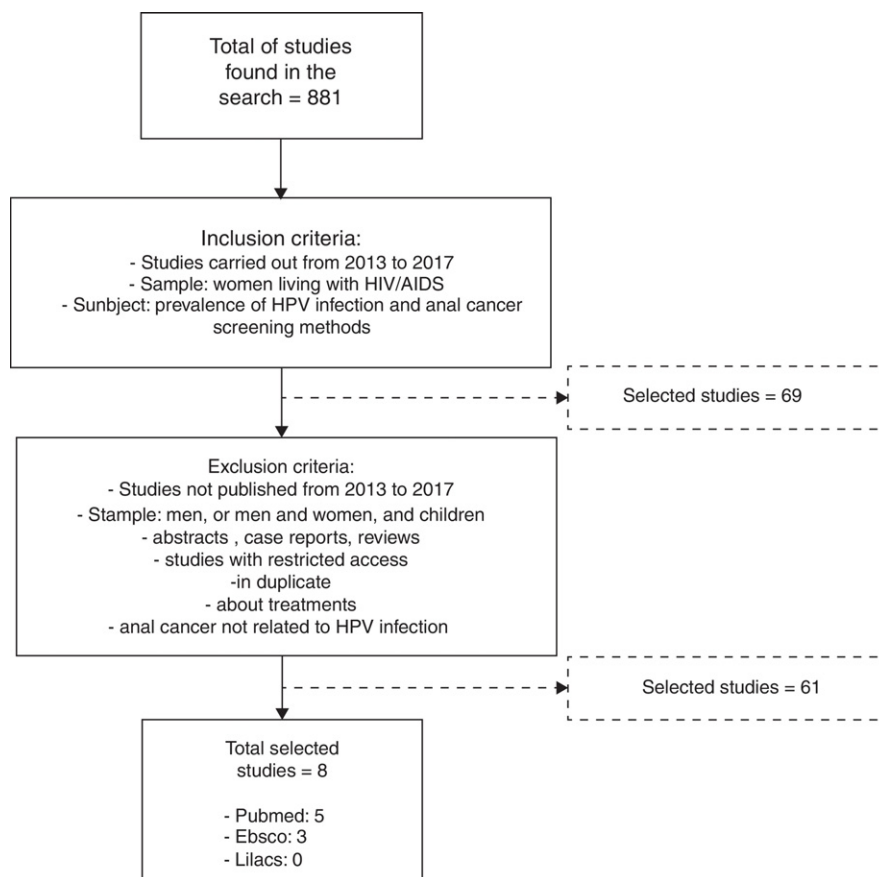 Total of studies
found in the
search = 881
Inclusion criteria:
- Studies carried out from 2013 to 2017
- Sample: women living with HIV/AIDS
- Sunbject: prevalence of HPV infection and anal cancer
screening methods
Selected studies = 69
Exclusion criteria:
- Studies not published from 2013 to 2017
- Stample: men, or men and women, and children
- abstracts , case reports, reviews
- studies with restricted access
-in duplicate
- about treatments
- anal cancer not related to HPV infection
Selected studies = 61
Total selected
studies = 8
- Pubmed: 5
- Ebsco: 3
- Lilacs: 0